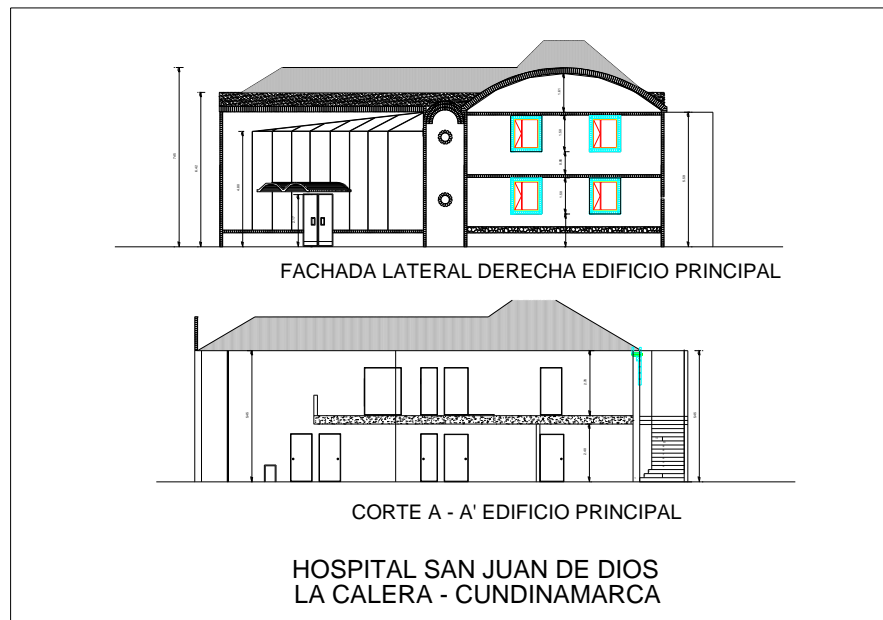 FACHADA LATERAL DERECHA EDIFICIO PRINCIPAL
CORTE A - A' EDIFICIO PRINCIPAL
HOSPITAL SAN JUAN DE DIOS
LA CALERA - CUNDINAMARCA